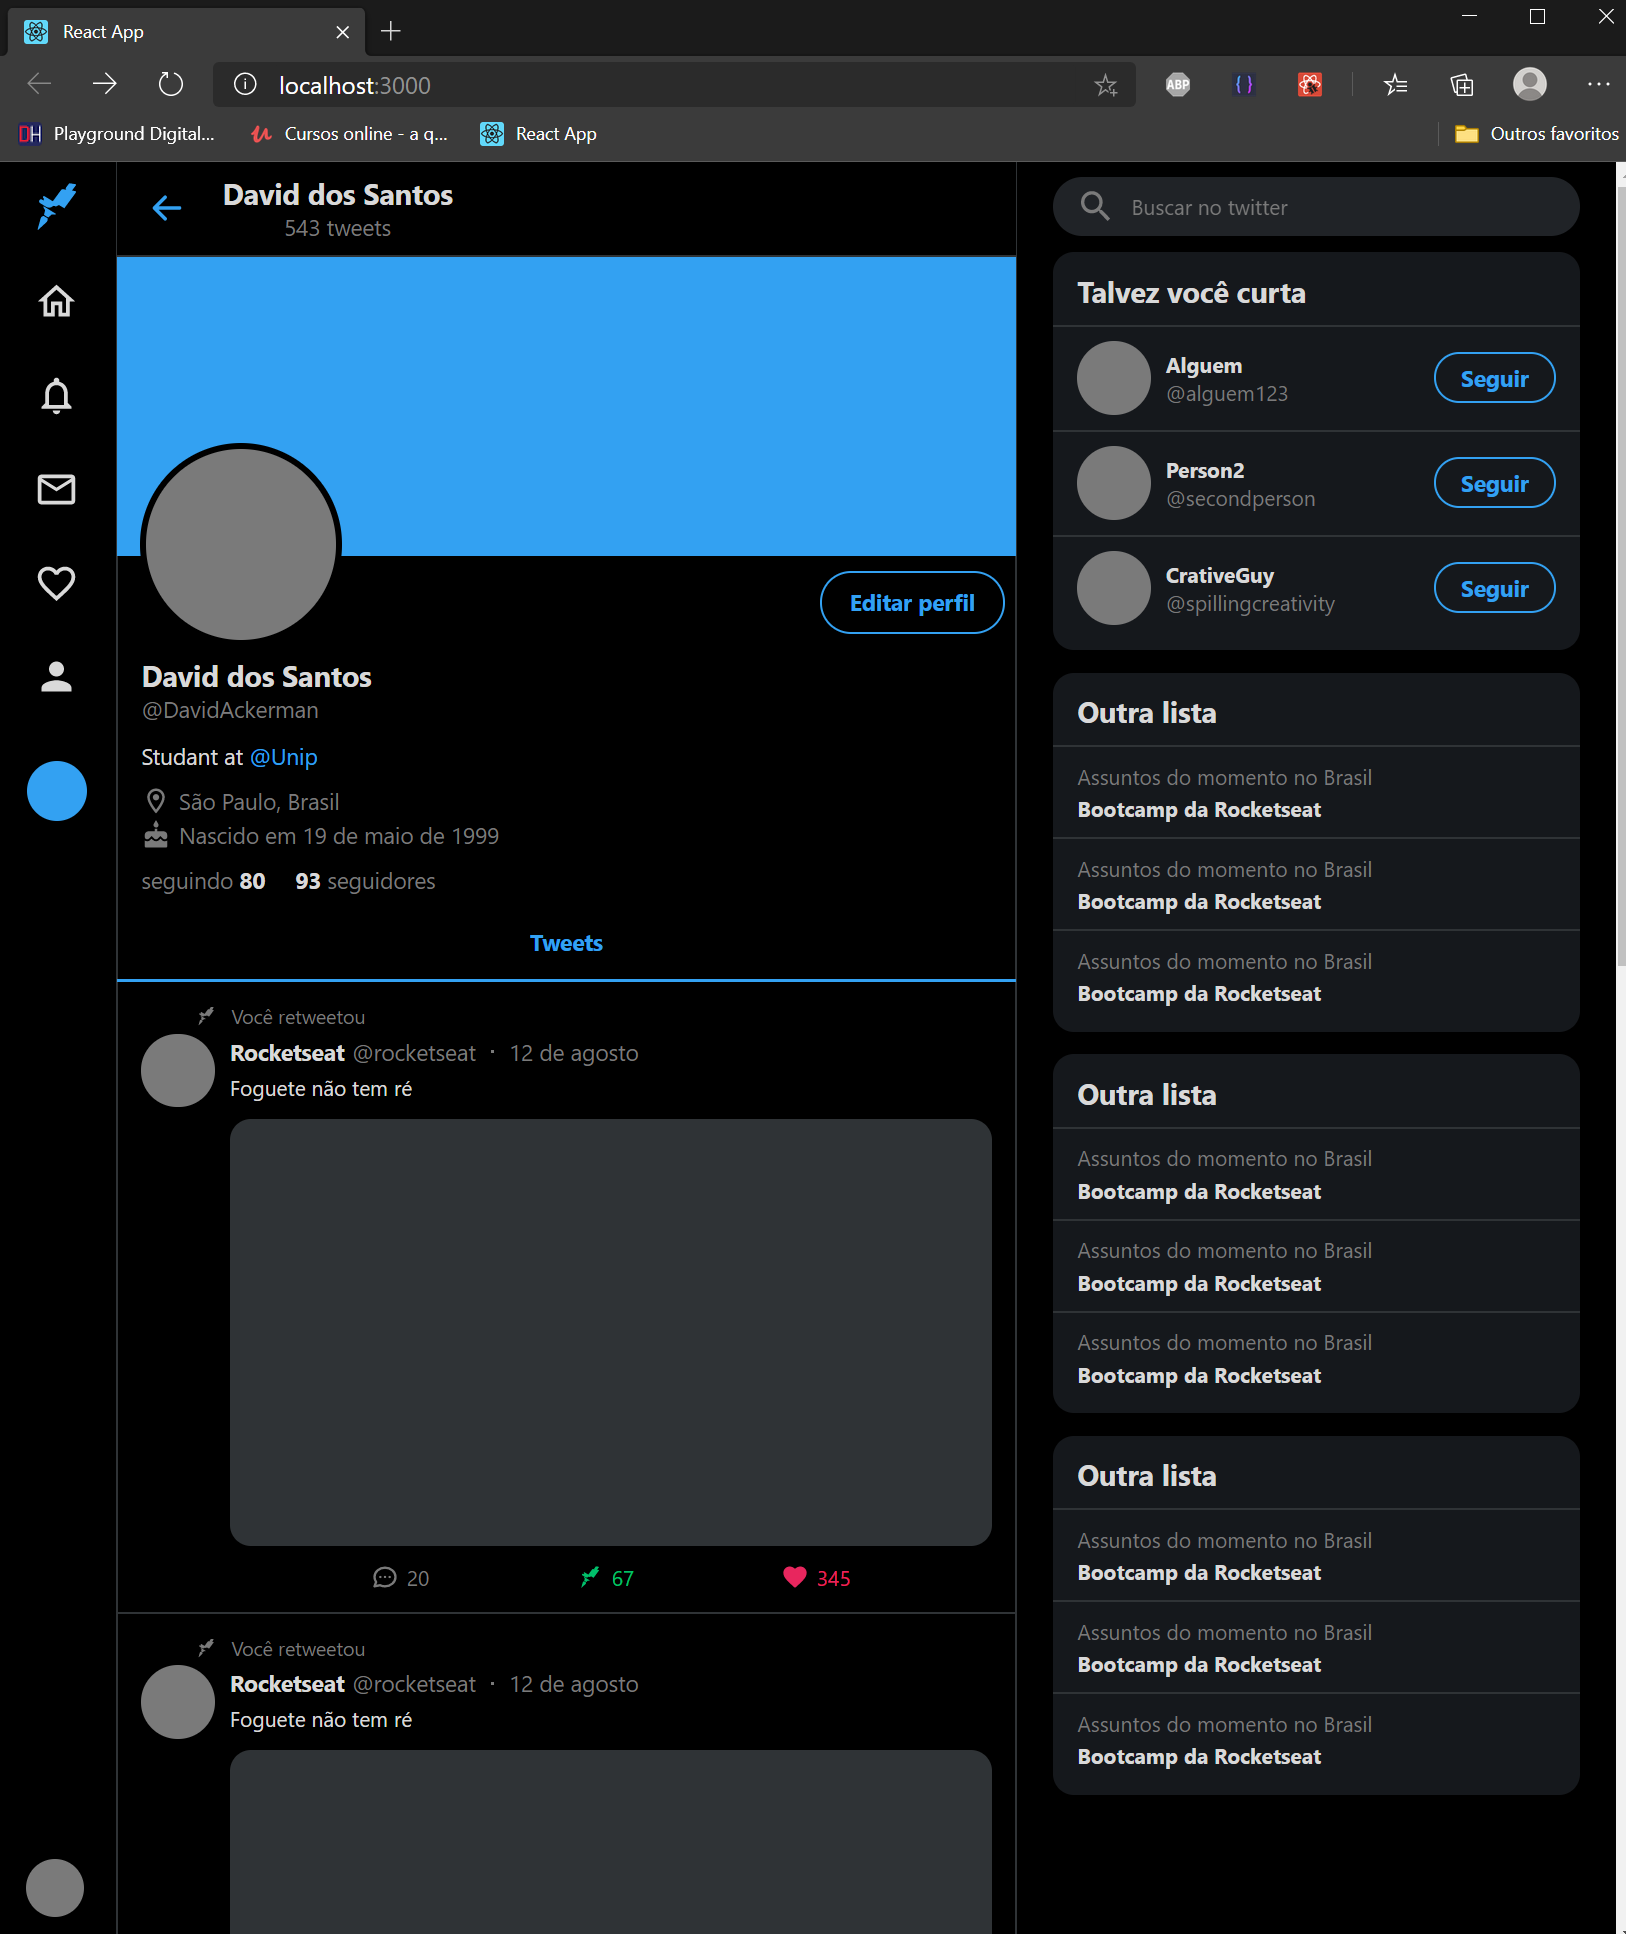 React App
localhost:3000
ABP
DH Playground Digital...
Cursos online - a q...
React App
Outros favoritos
David dos Santos
543 tweets
Editar perfil
David dos Santos
@DavidAckerman
Studant at @Unip
São Paulo, Brasil
Nascido em 19 de maio de 1999
seguindo 80 93 seguidores
Tweets
Você retweetou
Rocketseat @rocketseat · 12 de agosto
Foguete não tem ré
20 67 345
Você retweetou
Rocketseat @rocketseat · 12 de agosto
Foguete não tem ré
Buscar no twitter
Talvez você curta
Alguem
@alguem123
Seguir
Person2
@secondperson
Seguir
CrativeGuy
@spillingcreativity
Seguir
Outra lista
Assuntos do momento no Brasil
Bootcamp da Rocketseat
Assuntos do momento no Brasil
Bootcamp da Rocketseat
Assuntos do momento no Brasil
Bootcamp da Rocketseat
Outra lista
Assuntos do momento no Brasil
Bootcamp da Rocketseat
Assuntos do momento no Brasil
Bootcamp da Rocketseat
Assuntos do momento no Brasil
Bootcamp da Rocketseat
Outra lista
Assuntos do momento no Brasil
Bootcamp da Rocketseat
Assuntos do momento no Brasil
Bootcamp da Rocketseat
Assuntos do momento no Brasil
Bootcamp da Rocketseat